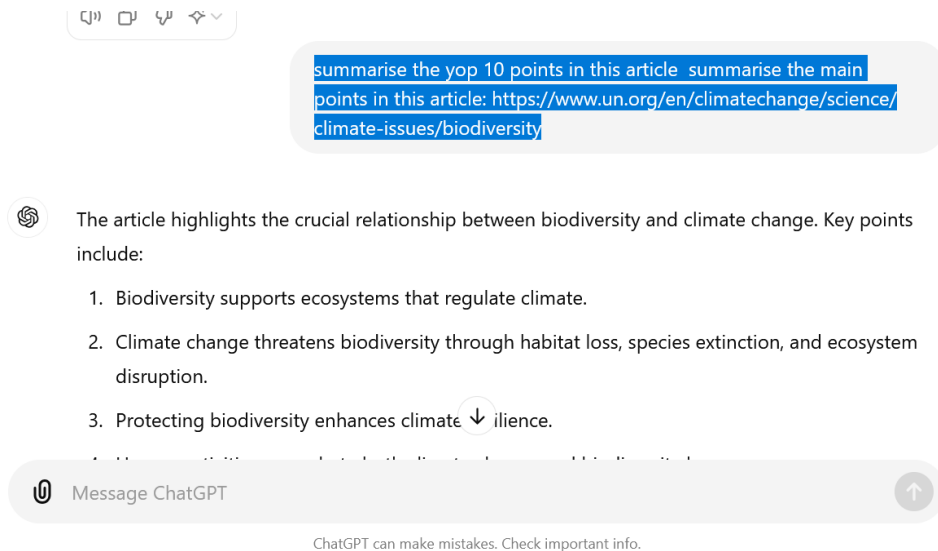 summarise the yop 10 points in this article  summarise the main
points in this article: https://www.un.org/en/climatechange/science/
climate-issues/biodiversity
The article highlights the crucial relationship between biodiversity and climate change. Key points
include:
1. Biodiversity supports ecosystems that regulate climate.
2. Climate change threatens biodiversity through habitat loss, species extinction, and ecosystem
disruption.
3. Protecting biodiversity enhances climate ilience.
Message ChatGPT
ChatGPT can make mistakes. Check important info.